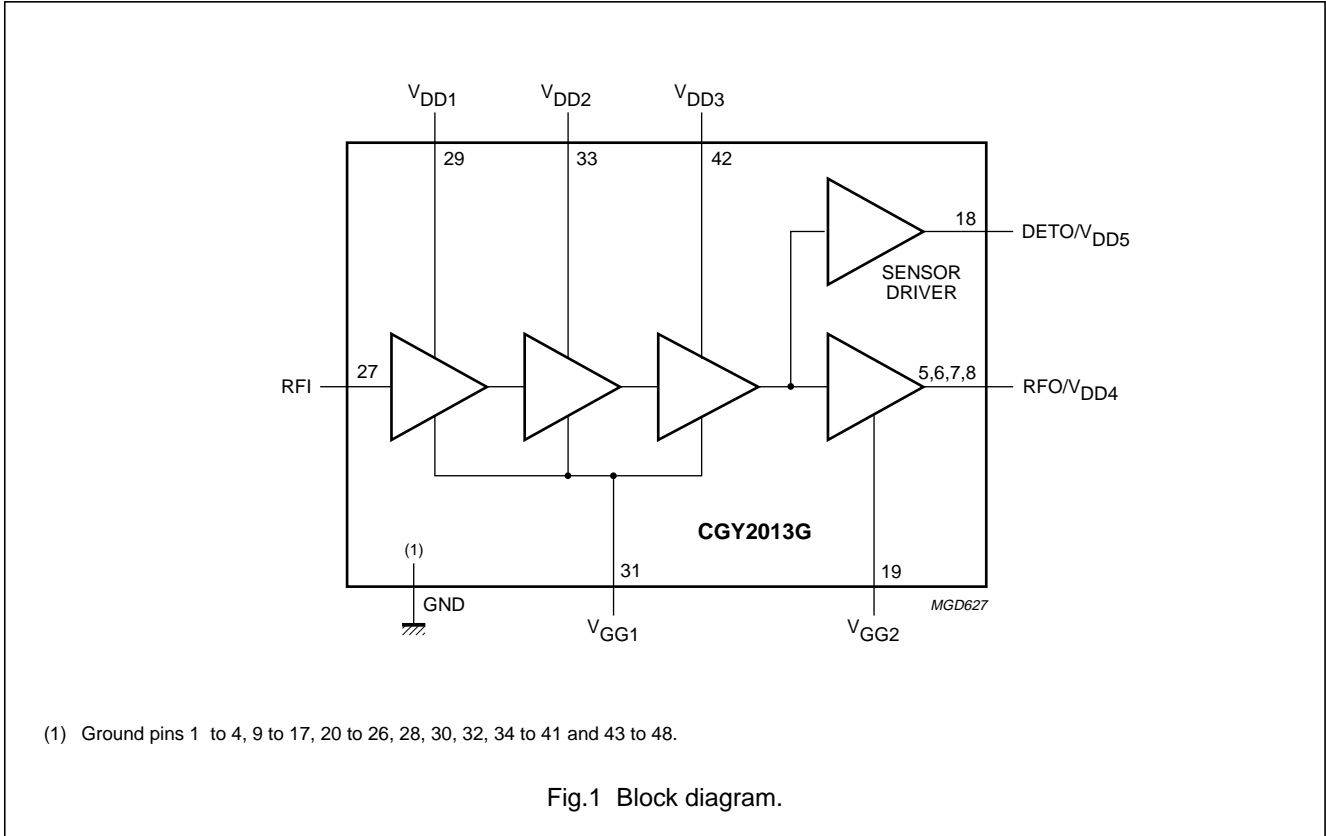 VDD1 VDD2 VDD3
29 33 42
18 DETO/VDD5
SENSOR
DRIVER
RFI 27 5,6,7,8 RFO/VDD4
CGY2013G
(1) 31 19
GND MGD627
VGG1 VGG2
(1) Ground pins 1 to 4, 9 to 17, 20 to 26, 28, 30, 32, 34 to 41 and 43 to 48.
Fig.1 Block diagram.